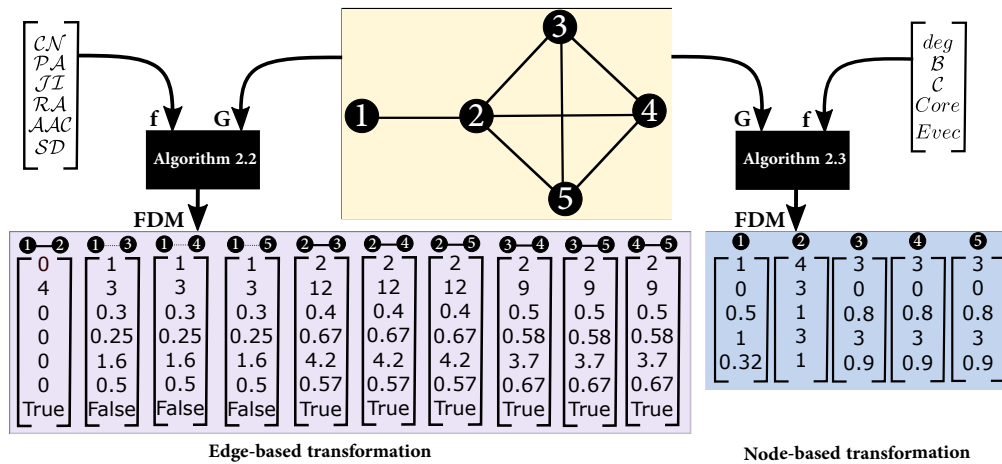 CN
PA
JI
RA
AAC
SD
f
G
Algorithm 2.2
FDM
1
2
3
4
5
G
f
Algorithm 2.3
FDM
deg
B
C
Core
Evec
1 2 1 3 1 4 1 5 2 3 2 4 2 5 3 4 3 5 4 5
0 1 1 1 2 2 2 2 2 2
4 3 3 3 12 12 12 9 9 9
0 0.3 0.3 0.3 0.4 0.4 0.4 0.5 0.5 0.5
0 0.25 0.25 0.25 0.67 0.67 0.67 0.58 0.58 0.58
0 1.6 1.6 1.6 4.2 4.2 4.2 3.7 3.7 3.7
0 0.5 0.5 0.5 0.57 0.57 0.57 0.67 0.67 0.67
True False False False True True True True True True
Edge-based transformation
1 2 3 4 5
1 4 3 3 3
0 3 0 0 0
0.5 1 0.8 0.8 0.8
1 3 3 3 3
0.32 1 0.9 0.9 0.9
Node-based transformation